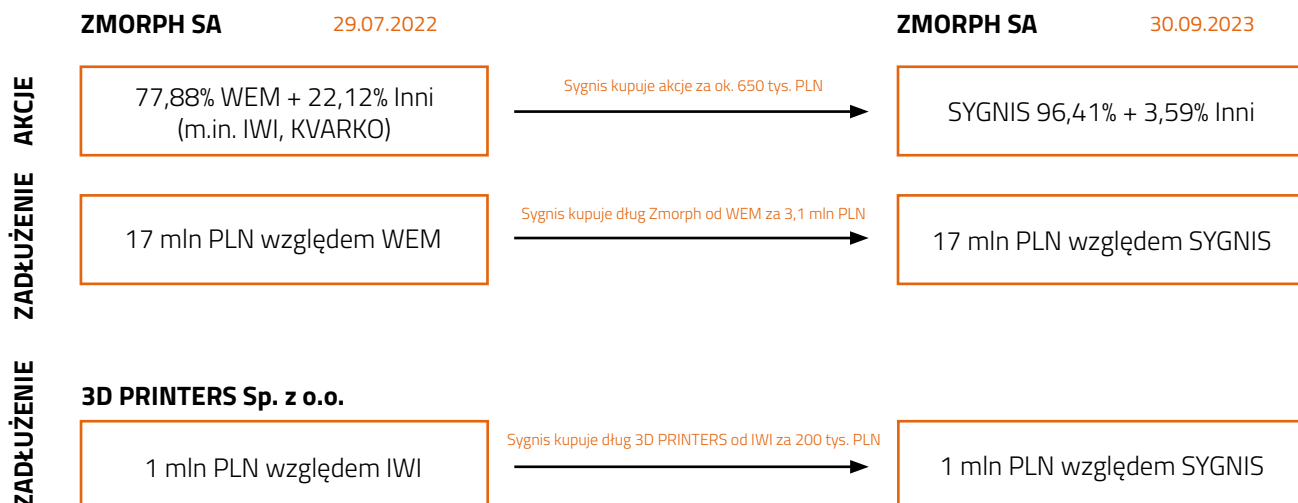 ZMORPH SA 29.07.2022 ZMORPH SA 30.09.2023
AKCJE
77,88% WEM + 22,12% Inni
(m.in. IWI, KVARKO)
Sygnis kupuje akcje za ok. 650 tys. PLN
SYGNIS 96,41% + 3,59% Inni
ZADŁUŻENIE
17 mln PLN względem WEM
Sygnis kupuje dług Zmorph od WEM za 3,1 mln PLN
17 mln PLN względem SYGNIS
ZADŁUŻENIE
3D PRINTERS Sp. z o.o.
1 mln PLN względem IWI
Sygnis kupuje dług 3D PRINTERS od IWI za 200 tys. PLN
1 mln PLN względem SYGNIS